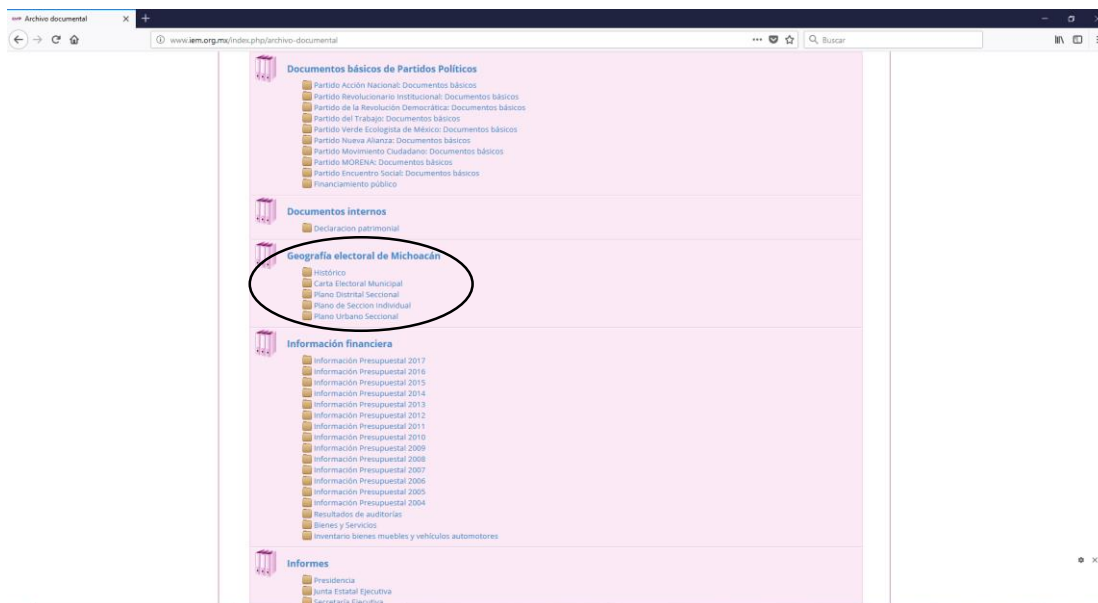 Archivo documental
www.iem.org.mx/index.php/archivo-documental
Buscar
Documentos básicos de Partidos Políticos
Partido Acción Nacional: Documentos básicos
Partido Revolucionario Institucional: Documentos básicos
Partido de la Revolución Democrática: Documentos básicos
Partido del Trabajo: Documentos básicos
Partido Verde Ecologista de México: Documentos básicos
Partido Nueva Alianza: Documentos básicos
Partido Movimiento Ciudadano: Documentos básicos
Partido MORENA: Documentos básicos
Partido Encuentro Social: Documentos básicos
Financiamiento público
Documentos internos
Declaracion patrimonial
Geografía electoral de Michoacán
Histórico
Carta Electoral Municipal
Plano Distrital Seccional
Plano de Seccion Individual
Plano Urbano Seccional
Información financiera
Información Presupuestal 2017
Información Presupuestal 2016
Información Presupuestal 2015
Información Presupuestal 2014
Información Presupuestal 2013
Información Presupuestal 2012
Información Presupuestal 2011
Información Presupuestal 2010
Información Presupuestal 2009
Información Presupuestal 2008
Información Presupuestal 2007
Información Presupuestal 2006
Información Presupuestal 2005
Información Presupuestal 2004
Resultados de auditorías
Bienes y Servicios
Inventario bienes muebles y vehículos automotores
Informes
Presidencia
Junta Estatal Ejecutiva
Secretaría Ejecutiva